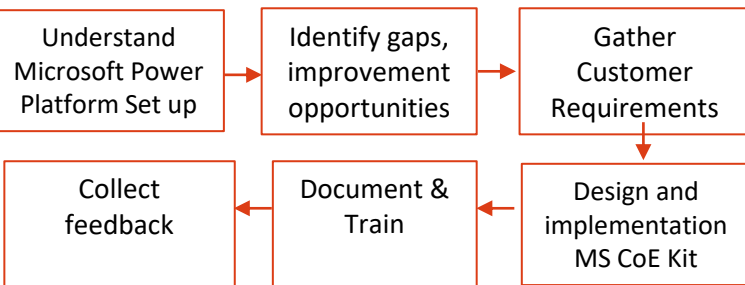 Understand
Microsoft Power
Platform Set up
Identify gaps,
improvement
opportunities
Gather
Customer
Requirements
Design and
implementation
MS CoE Kit
Document &
Train
Collect
feedback